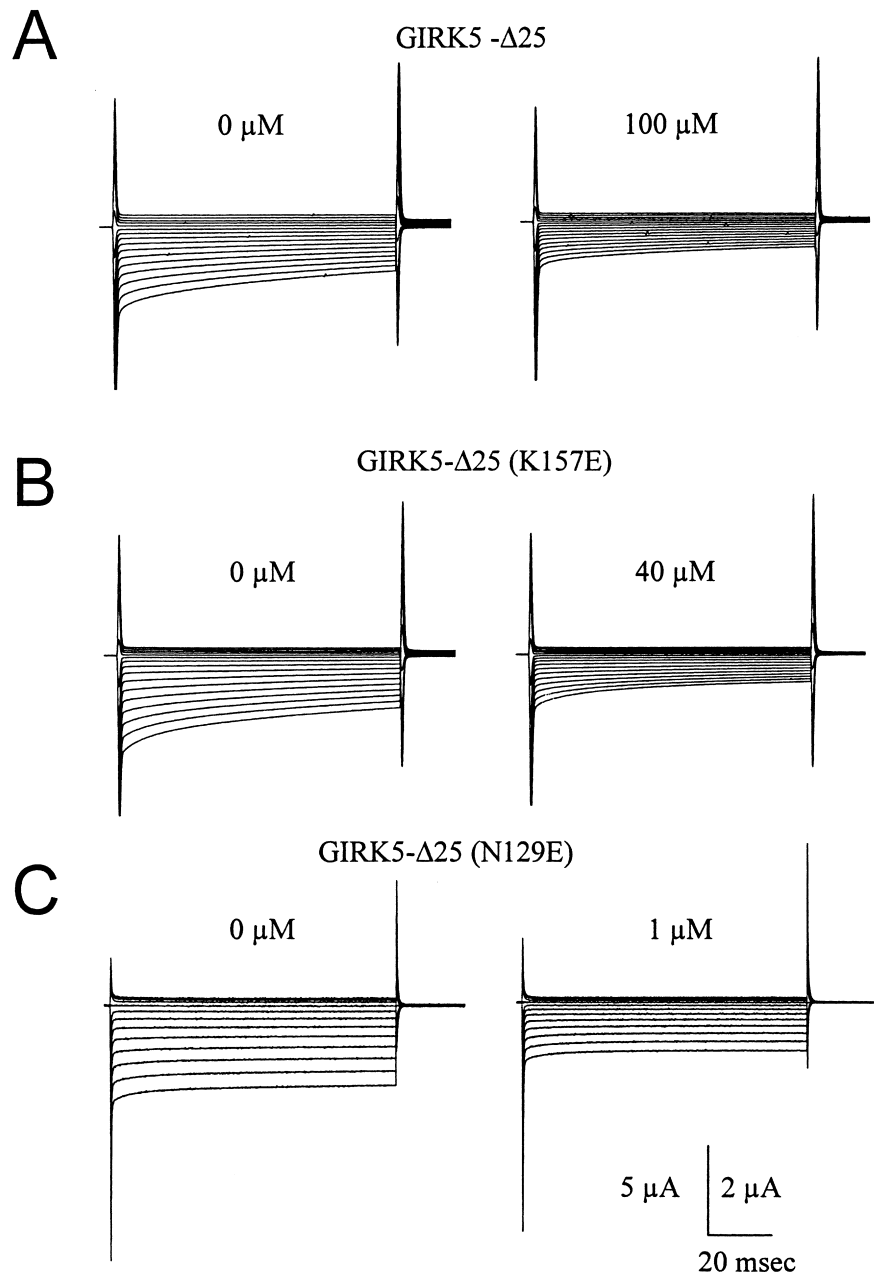 A
GIRK5 -Δ25
0 µM
100 µM
B
GIRK5-Δ25 (K157E)
0 µM
40 µM
C
GIRK5-Δ25 (N129E)
0 µM
1 µM
5 µA
2 µA
20 msec